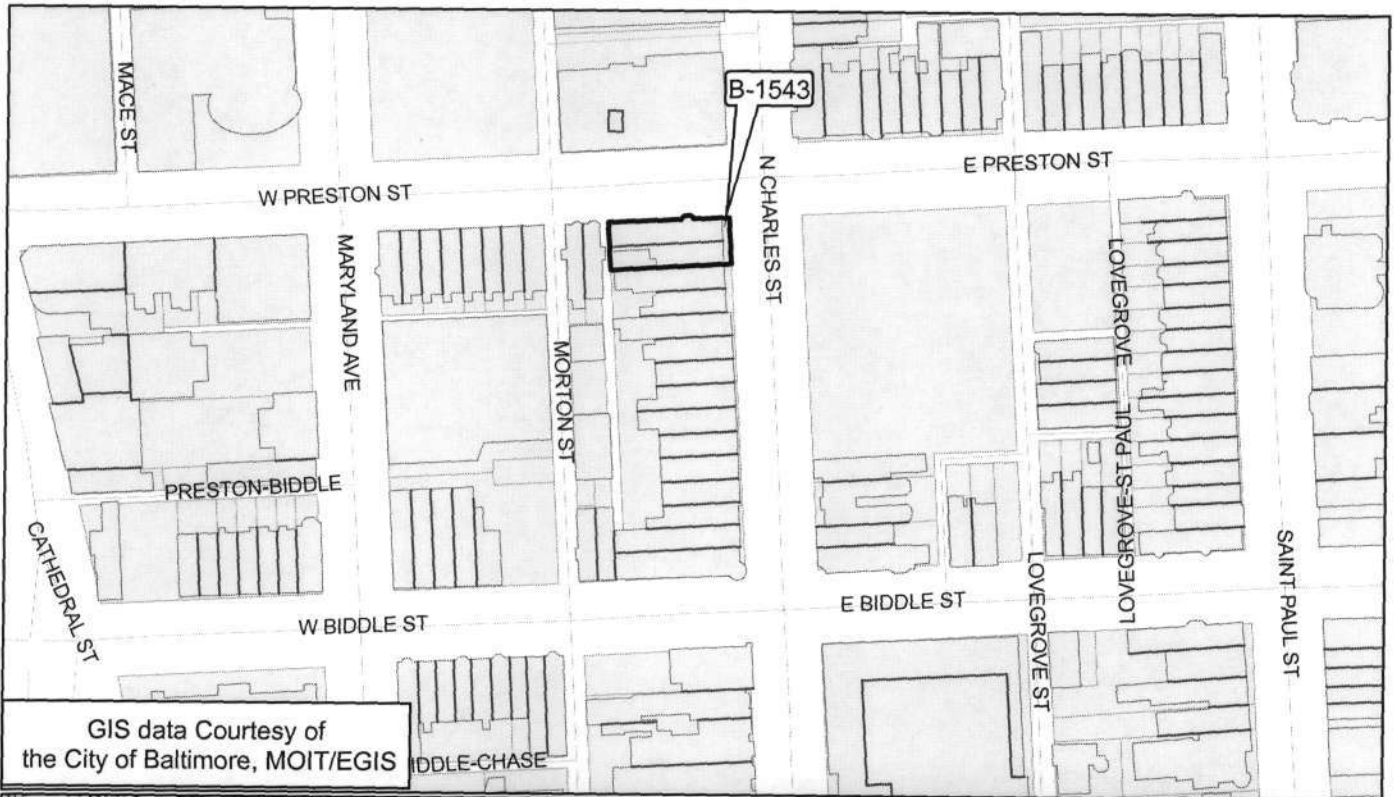 MACE ST
B-1543
W PRESTON ST
E PRESTON ST
N CHARLES ST
MARYLAND AVE
MORTON ST
LOVEGROVE
LOVEGROVE-ST PAUL
PRESTON-BIDDLE
CATHEDRAL ST
W BIDDLE ST
E BIDDLE ST
LOVEGROVE ST
SAINT PAUL ST
GIS data Courtesy of
the City of Baltimore, MOIT/EGIS
IDDLE-CHASE